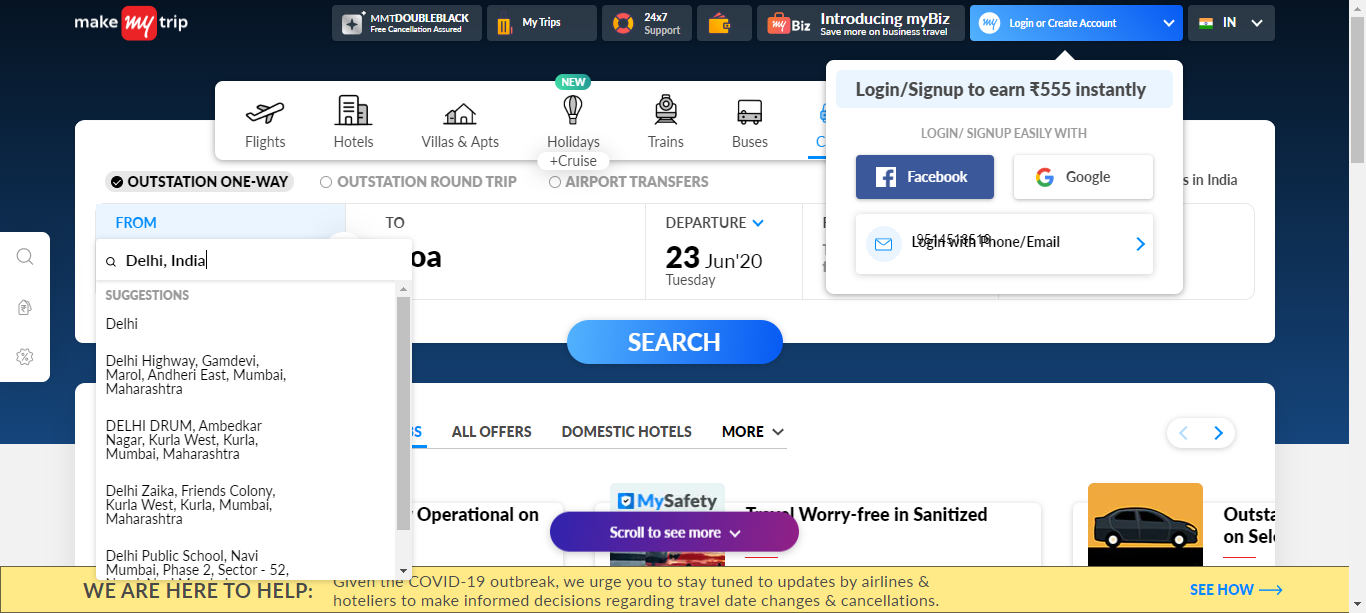 make my trip
MMTDOUBLEBLACK
Free Cancellation Assured
My Trips
24x7
Support
my Biz
Introducing myBiz
Save more on business travel
my
Login or Create Account
IN
Login/Signup to earn ₹555 instantly
LOGIN/ SIGNUP EASILY WITH
Facebook
Google
Login with Phone/Email
NEW
Flights
Hotels
Villas & Apts
Holidays
+Cruise
Trains
Buses
C
OUTSTATION ONE-WAY
OUTSTATION ROUND TRIP
AIRPORT TRANSFERS
s in India
FROM
TO
DEPARTURE
Delhi, India
oa
23 Jun'20
Tuesday
SUGGESTIONS
Delhi
Delhi Highway, Gamdevi,
Marol, Andheri East, Mumbai,
Maharashtra
DELHI DRUM, Ambedkar
Nagar, Kurla West, Kurla,
Mumbai, Maharashtra
Delhi Zaika, Friends Colony,
Kurla West, Kurla, Mumbai,
Maharashtra
Delhi Public School, Navi
Mumbai, Phase 2, Sector - 52,
SEARCH
BS
ALL OFFERS
DOMESTIC HOTELS
MORE
Operational on
MySafety
Travel Worry-free in Sanitized
Outsta
on Sele
Scroll to see more
WE ARE HERE TO HELP:
Given the COVID-19 outbreak, we urge you to stay tuned to updates by airlines &
hoteliers to make informed decisions regarding travel date changes & cancellations.
SEE HOW